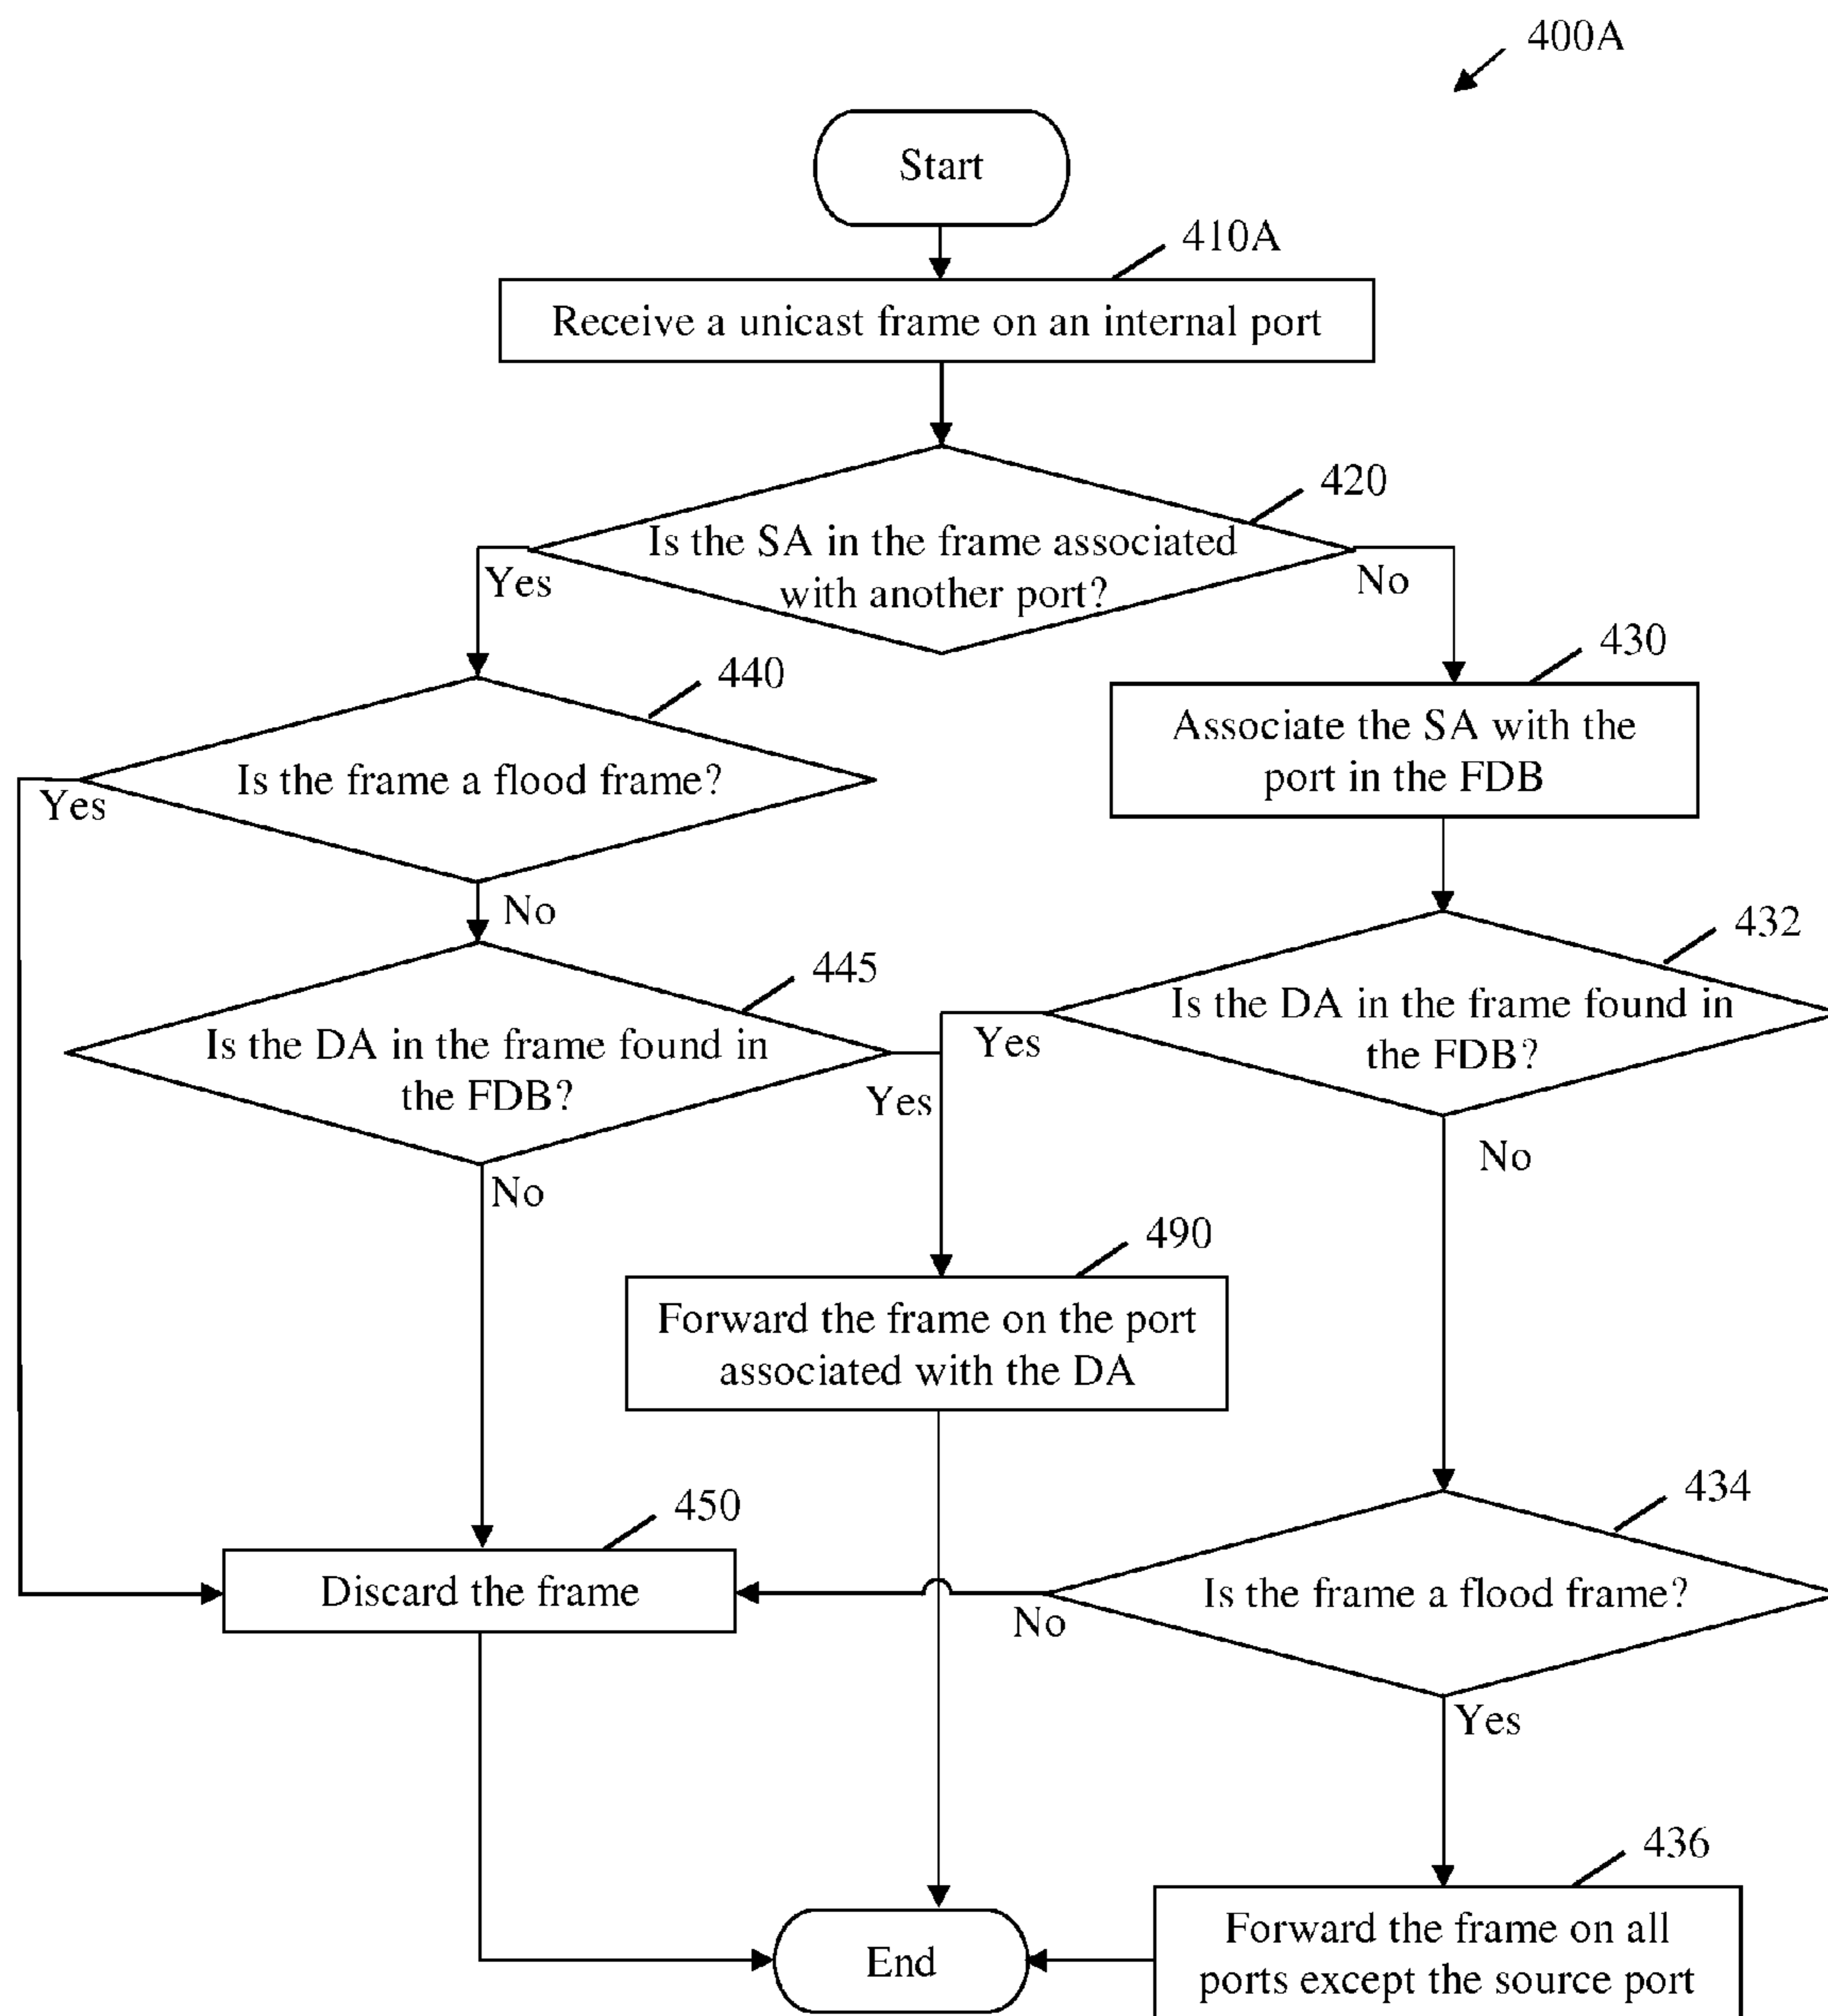 400A
Start
410A
Receive a unicast frame on an internal port
420
Is the SA in the frame associated
with another port?
Yes
No
430
Associate the SA with the
port in the FDB
440
Is the frame a flood frame?
Yes
No
432
Is the DA in the frame found in
the FDB?
Yes
No
445
Is the DA in the frame found in
the FDB?
Yes
No
490
Forward the frame on the port
associated with the DA
450
Discard the frame
434
Is the frame a flood frame?
No
Yes
436
Forward the frame on all
ports except the source port
End